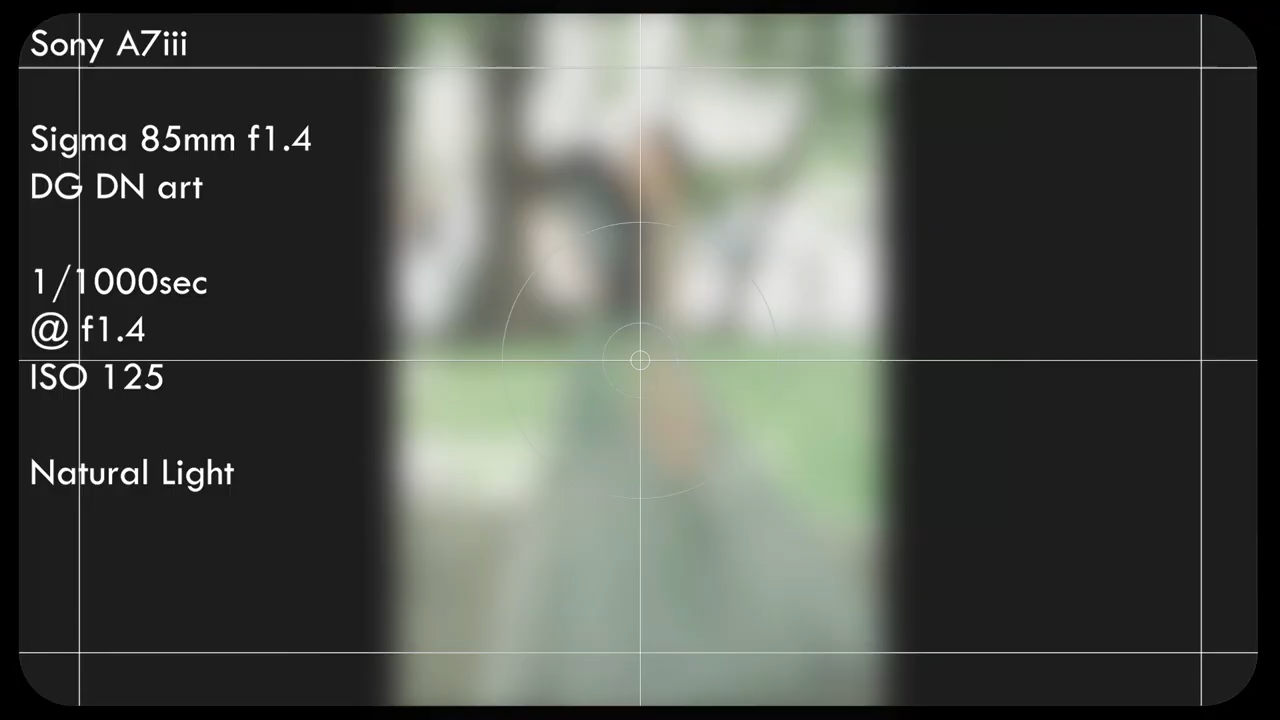 Sony A7iii
Sigma 85mm f1.4
DG DN art
1/1000sec
@ f1.4
ISO 125
Natural Light